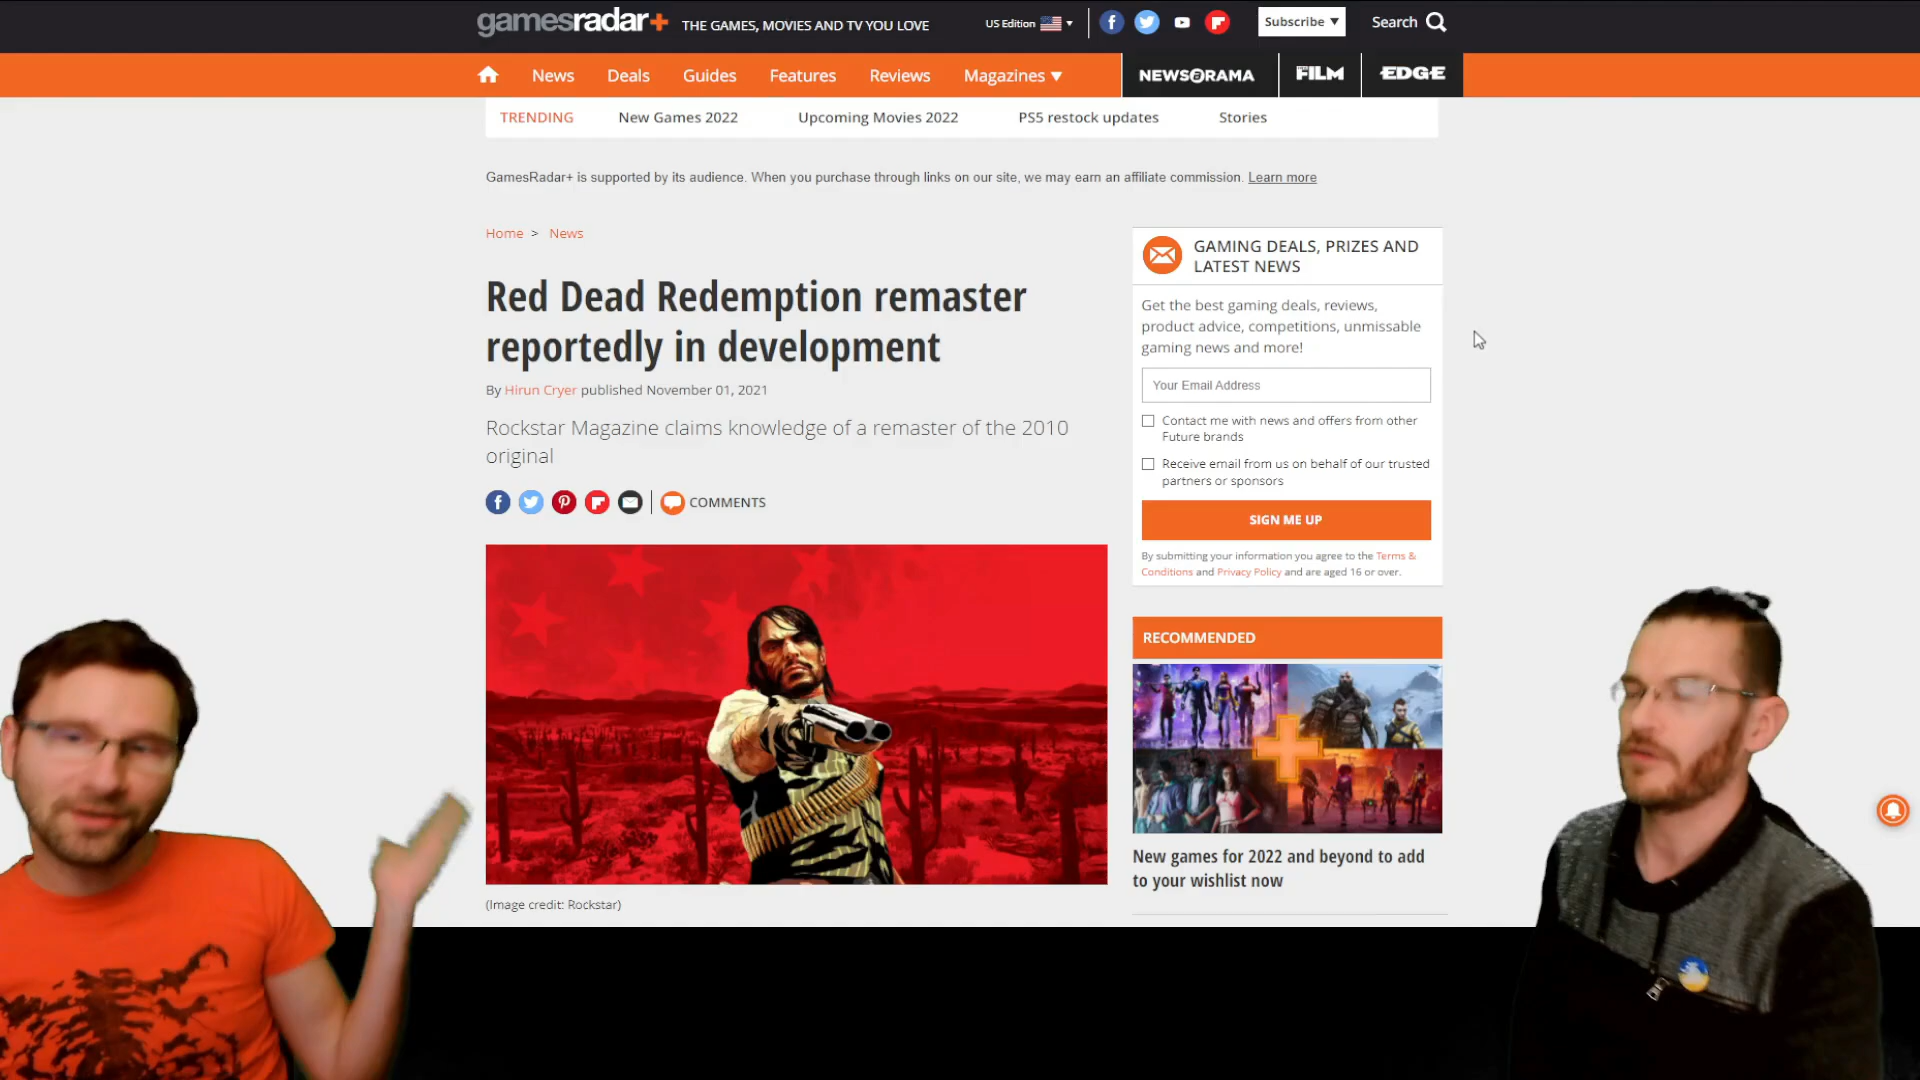 gamesradar+ THE GAMES, MOVIES AND TV YOU LOVE US Edition Subscribe ▼ Search
News Deals Guides Features Reviews Magazines ▼ NEWSARAMA FILM EDGE
TRENDING New Games 2022 Upcoming Movies 2022 PS5 restock updates Stories
GamesRadar+ is supported by its audience. When you purchase through links on our site, we may earn an affiliate commission. Learn more
Home > News
Red Dead Redemption remaster
reportedly in development
By Hirun Cryer published November 01, 2021
Rockstar Magazine claims knowledge of a remaster of the 2010
original
COMMENTS
(Image credit: Rockstar)
GAMING DEALS, PRIZES AND
LATEST NEWS
Get the best gaming deals, reviews,
product advice, competitions, unmissable
gaming news and more!
Your Email Address
Contact me with news and offers from other
Future brands
Receive email from us on behalf of our trusted
partners or sponsors
SIGN ME UP
By submitting your information you agree to the Terms &
Conditions and Privacy Policy and are aged 16 or over.
RECOMMENDED
New games for 2022 and beyond to add
to your wishlist now